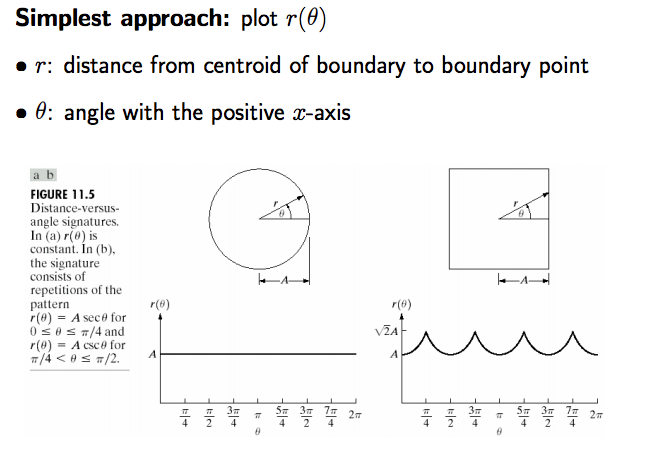 Simplest approach: plot r(θ)
• r: distance from centroid of boundary to boundary point
• θ: angle with the positive x-axis
a b
FIGURE 11.5
Distance-versus-
angle signatures.
In (a) r(θ) is
constant. In (b),
the signature
consists of
repetitions of the
pattern
r(θ) = A sec θ for
0 ≤ θ ≤ π/4 and
r(θ) = A csc θ for
π/4 < θ ≤ π/2.
r
θ
A
r
θ
A
r(θ)
A
π/4 π/2 3π/4 π 5π/4 3π/2 7π/4 2π
θ
r(θ)
√2A
A
π/4 π/2 3π/4 π 5π/4 3π/2 7π/4 2π
θ